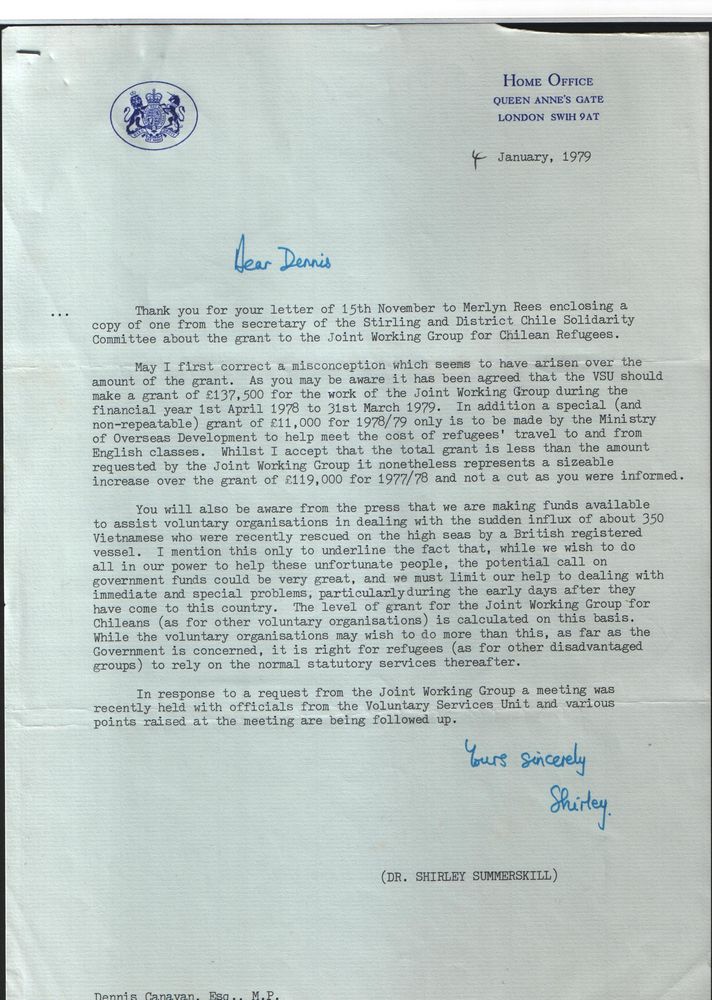 HOME OFFICE
QUEEN ANNE'S GATE
LONDON SW1H 9AT
4 January, 1979
Dear Dennis
...
Thank you for your letter of 15th November to Merlyn Rees enclosing a
copy of one from the secretary of the Stirling and District Chile Solidarity
Committee about the grant to the Joint Working Group for Chilean Refugees.
May I first correct a misconception which seems to have arisen over the
amount of the grant. As you may be aware it has been agreed that the VSU should
make a grant of £137,500 for the work of the Joint Working Group during the
financial year 1st April 1978 to 31st March 1979. In addition a special (and
non-repeatable) grant of £11,000 for 1978/79 only is to be made by the Ministry
of Overseas Development to help meet the cost of refugees' travel to and from
English classes. Whilst I accept that the total grant is less than the amount
requested by the Joint Working Group it nonetheless represents a sizeable
increase over the grant of £119,000 for 1977/78 and not a cut as you were informed.
You will also be aware from the press that we are making funds available
to assist voluntary organisations in dealing with the sudden influx of about 350
Vietnamese who were recently rescued on the high seas by a British registered
vessel. I mention this only to underline the fact that, while we wish to do
all in our power to help these unfortunate people, the potential call on
government funds could be very great, and we must limit our help to dealing with
immediate and special problems, particularly during the early days after they
have come to this country. The level of grant for the Joint Working Group for
Chileans (as for other voluntary organisations) is calculated on this basis.
While the voluntary organisations may wish to do more than this, as far as the
Government is concerned, it is right for refugees (as for other disadvantaged
groups) to rely on the normal statutory services thereafter.
In response to a request from the Joint Working Group a meeting was
recently held with officials from the Voluntary Services Unit and various
points raised at the meeting are being followed up.
Yours sincerely
Shirley.
(DR. SHIRLEY SUMMERSKILL)
Dennis Canavan, Esq., M.P.